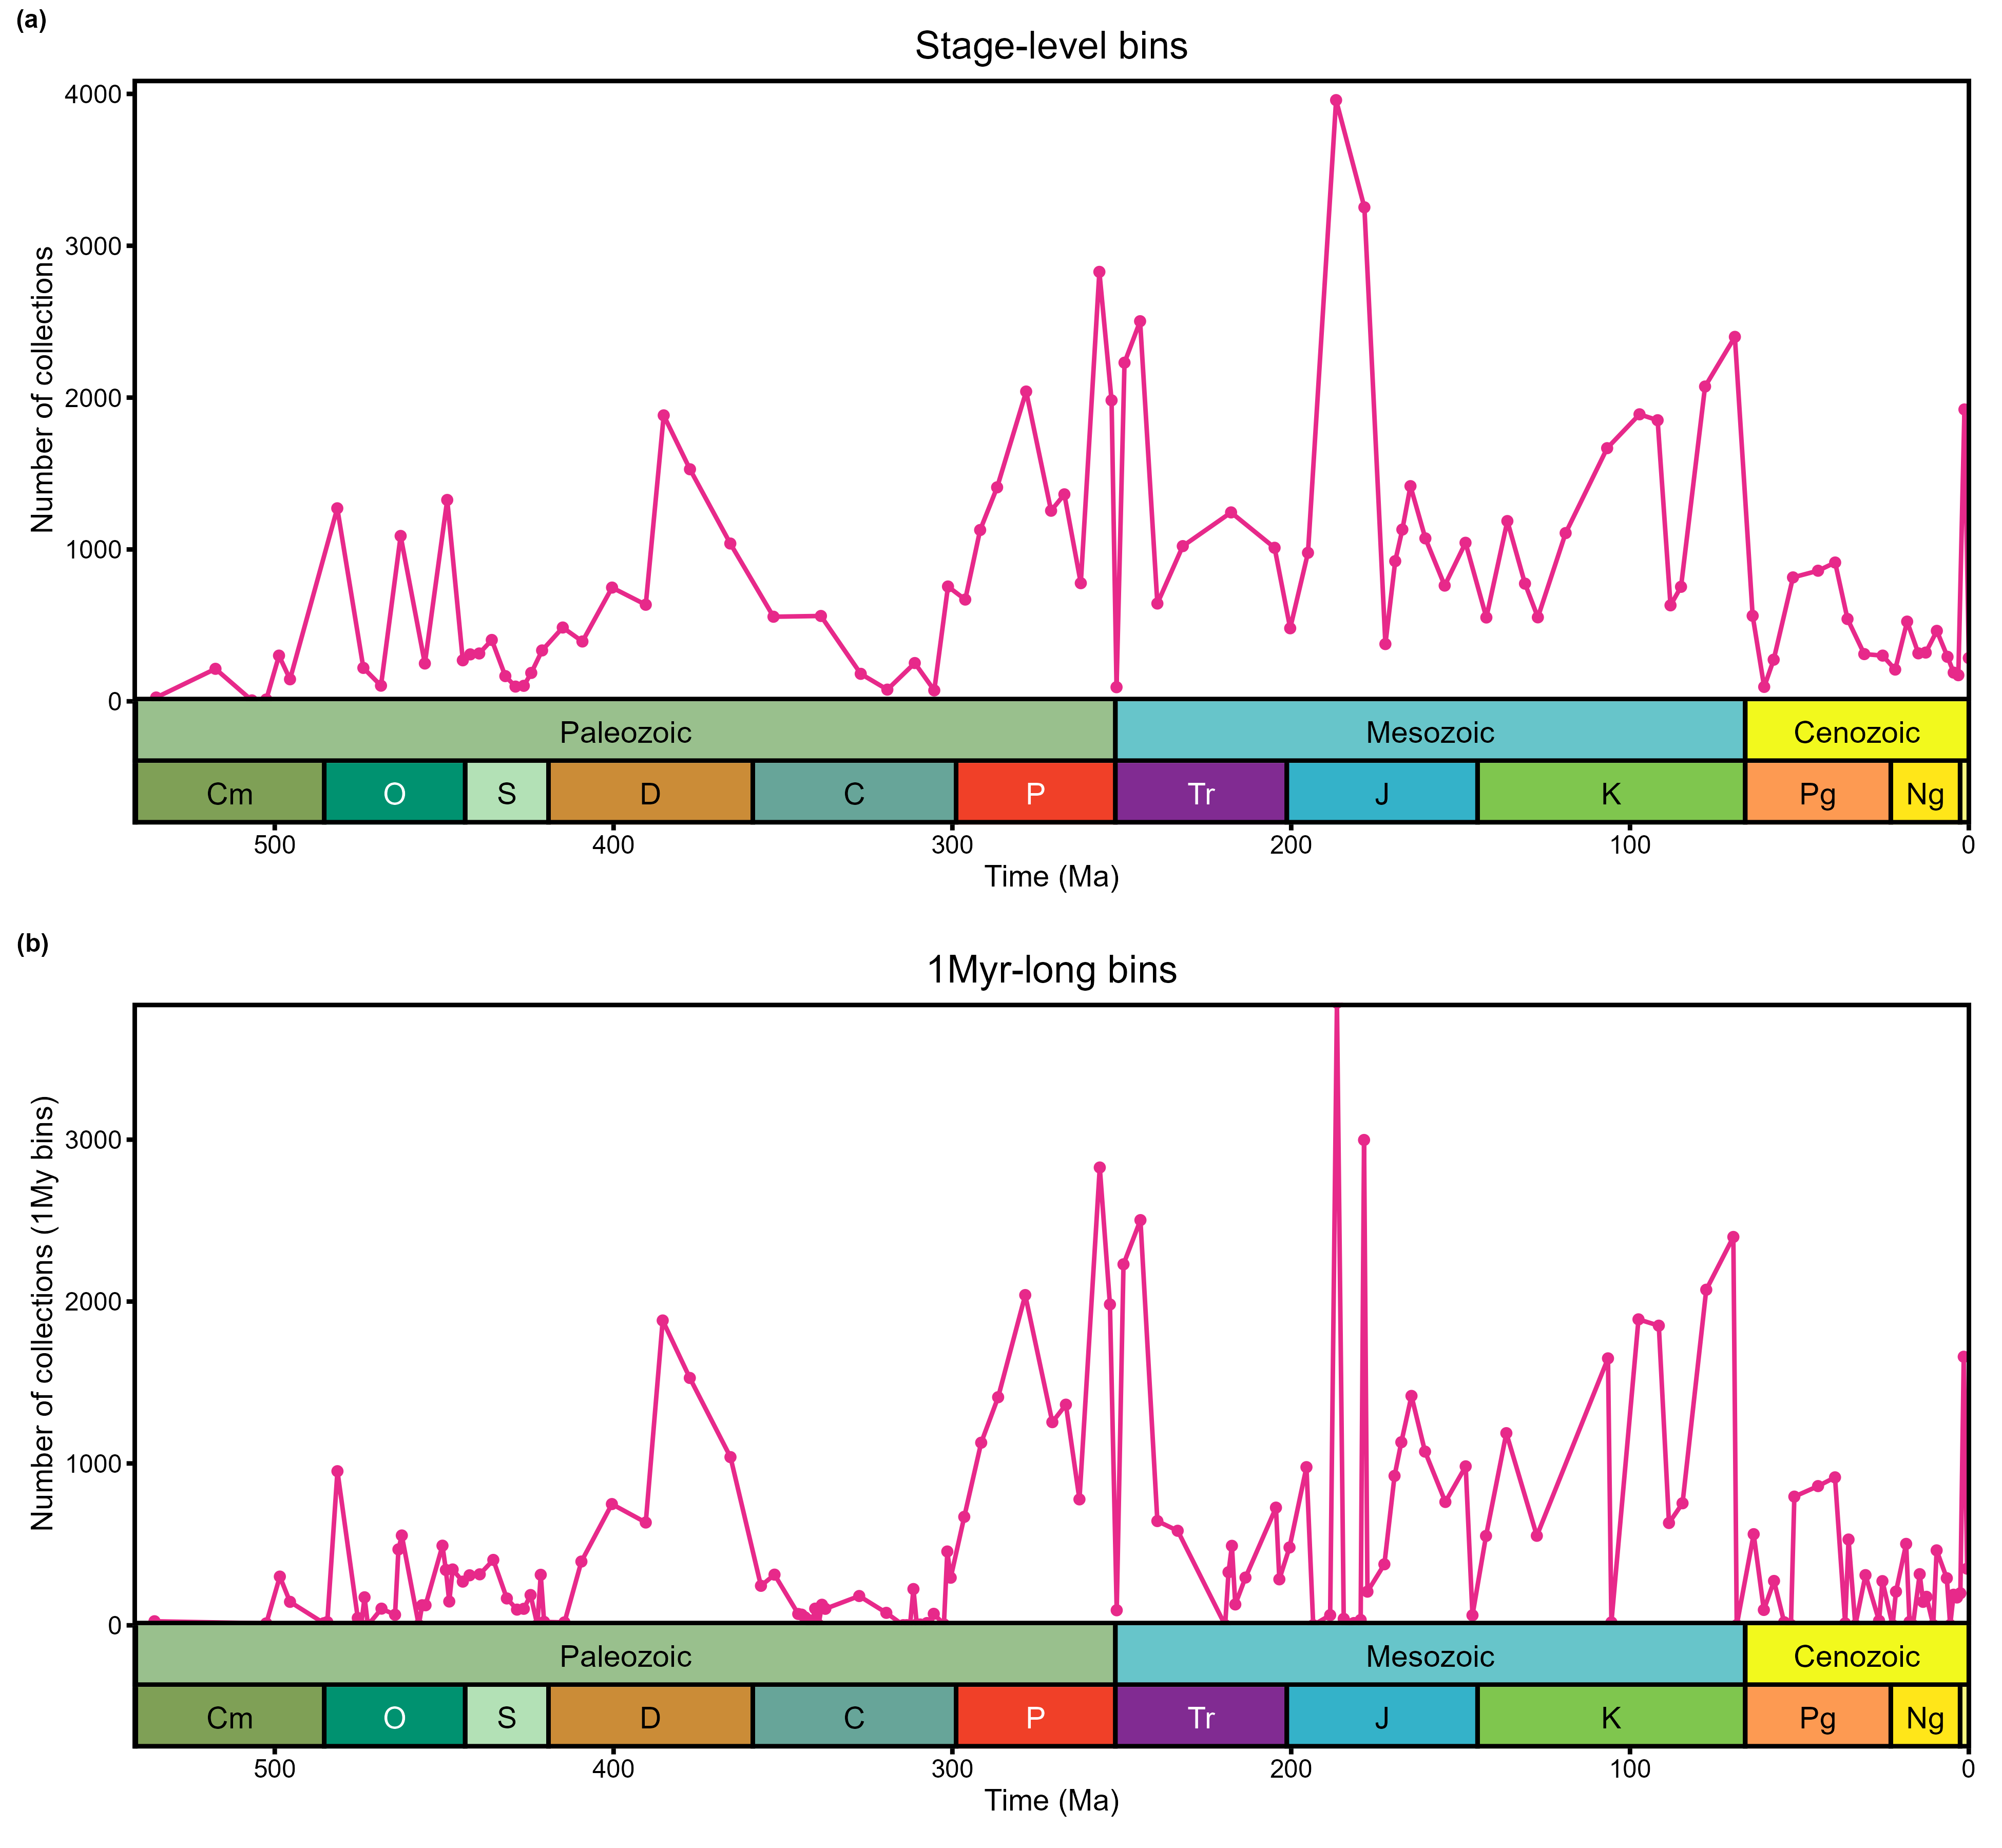 (a)
Stage-level bins
Number of collections
4000
3000
2000
1000
0
Paleozoic Mesozoic Cenozoic
Cm O S D C P Tr J K Pg Ng
500 400 300 200 100 0
Time (Ma)
(b)
1Myr-long bins
Number of collections (1My bins)
3000
2000
1000
0
Paleozoic Mesozoic Cenozoic
Cm O S D C P Tr J K Pg Ng
500 400 300 200 100 0
Time (Ma)